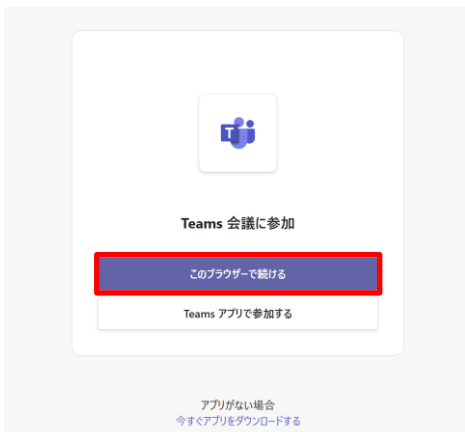 T
Teams 会議に参加
このブラウザーで続ける
Teams アプリで参加する
アプリがない場合
今すぐアプリをダウンロードする